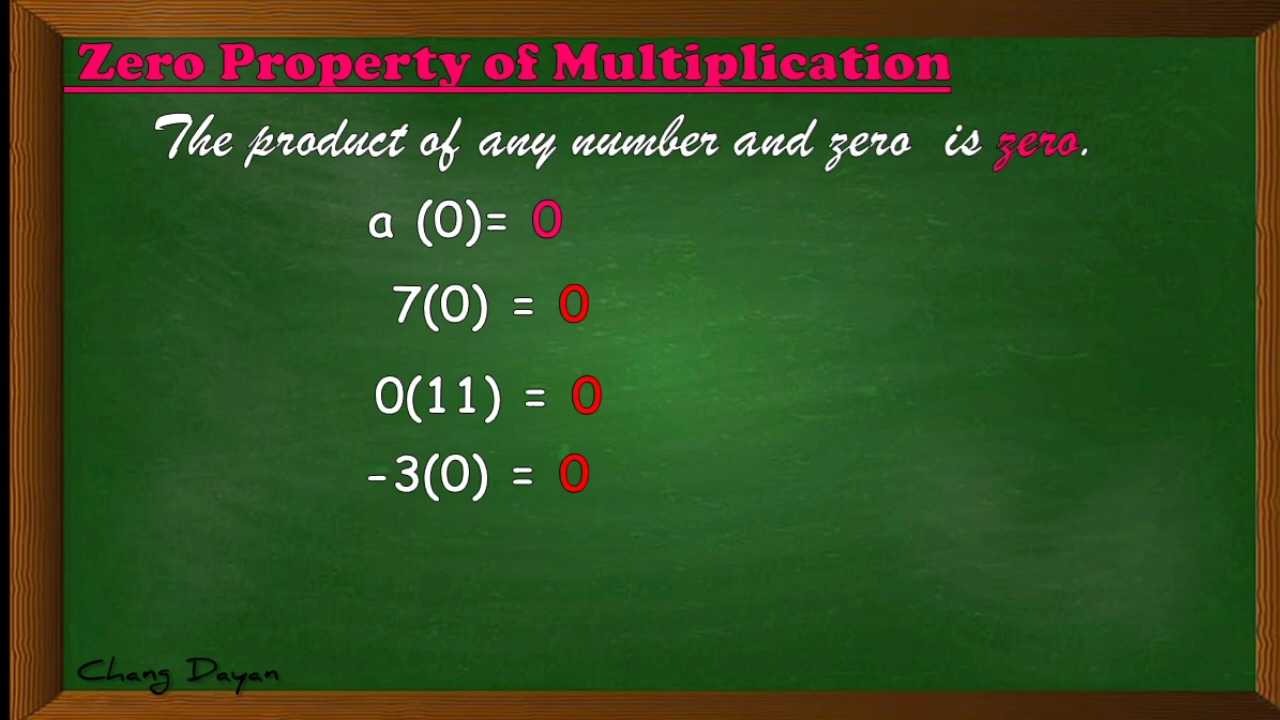 Zero Property of Multiplication
The product of any number and zero is zero.
a (0)= 0
7(0) = 0
0(11) = 0
-3(0) = 0
Chang Dayan